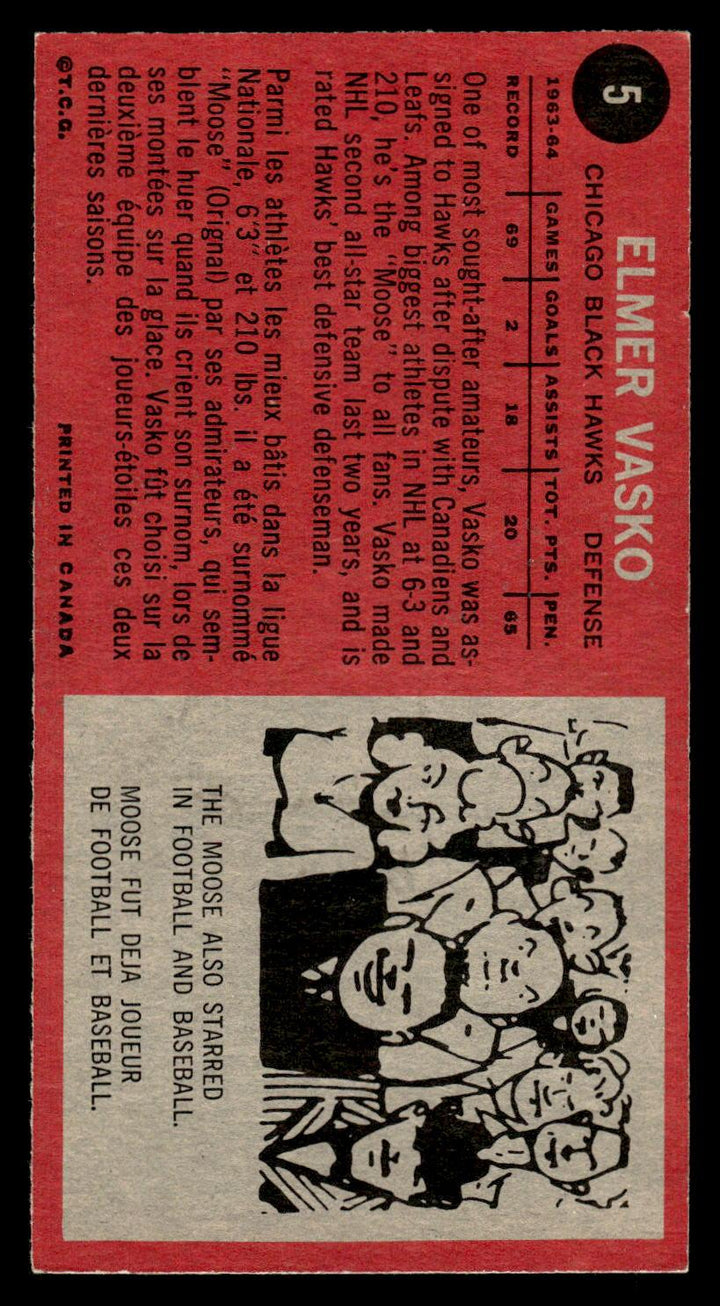 5
ELMER VASKO
CHICAGO BLACK HAWKS DEFENSE
1963-64 GAMES GOALS ASSISTS TOT. PTS. PEN.
RECORD 69 2 18 20 65
One of most sought-after amateurs, Vasko was as-
signed to Hawks after dispute with Canadiens and
Leafs. Among biggest athletes in NHL at 6-3 and
210, he's the "Moose" to all fans. Vasko made
NHL second all-star team last two years, and is
rated Hawks' best defensive defenseman.
Parmi les athlètes les mieux bâtis dans la ligue
Nationale, 6'3" et 210 lbs. il a été surnommé
"Moose" (Orignal) par ses admirateurs, qui sem-
blent le huer quand ils crient son surnom, lors de
ses montées sur la glace. Vasko fût choisi sur la
deuxième équipe des joueurs-étoiles ces deux
dernières saisons.
©T.C.G. PRINTED IN CANADA
THE MOOSE ALSO STARRED
IN FOOTBALL AND BASEBALL.
MOOSE FUT DEJA JOUEUR
DE FOOTBALL ET BASEBALL.